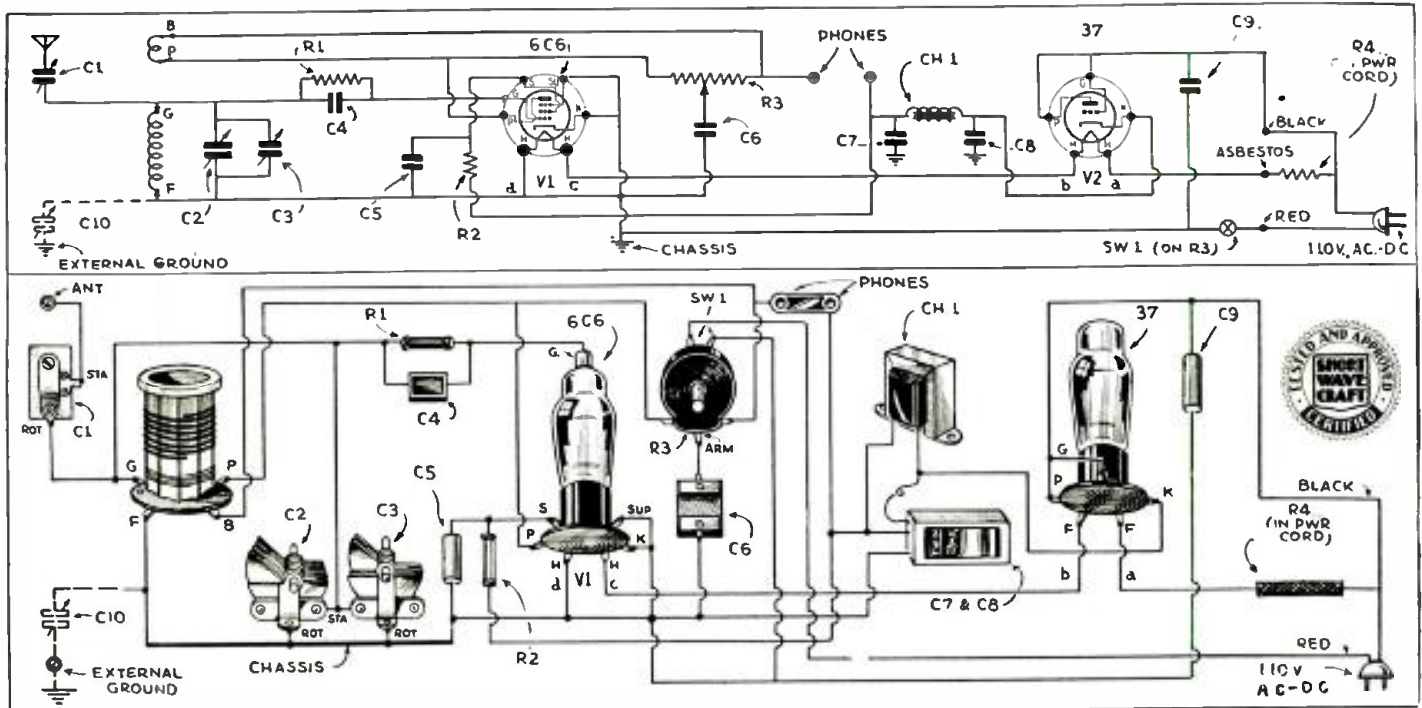 B
P
C1
R1
C4
6C6
R3
C6
PHONES
CH 1
37
C9.
R4
PWR
CORD)
G
F
C2
C3
C5
R2
G
S
SU
P
K
H
H
d
V1
c
C7
C8
G
P
K
H
H
b
V2
a
BLACK
ASBESTOS
RED
C10
EXTERNAL GROUND
CHASSIS
SW 1 (ON R3)
110V. AC.-DC
ANT
STA
ROT
C1
G
P
F
B
R1
C4
6C6
G
SW 1
R3
ARM
C6
PHONES
CH 1
37
C9
TESTED AND APPROVED
SHORT
WAVE
CRAFT
CERTIFIED
C2
C3
STA
ROT
ROT
C5
S
SUP
P
K
H
H
d
V1
c
R2
C7 & C8
G
P
K
F
F
b
a
BLACK
R4
(IN PWR
CORD)
RED
110V
AC-DC
C10
EXTERNAL
GROUND
CHASSIS